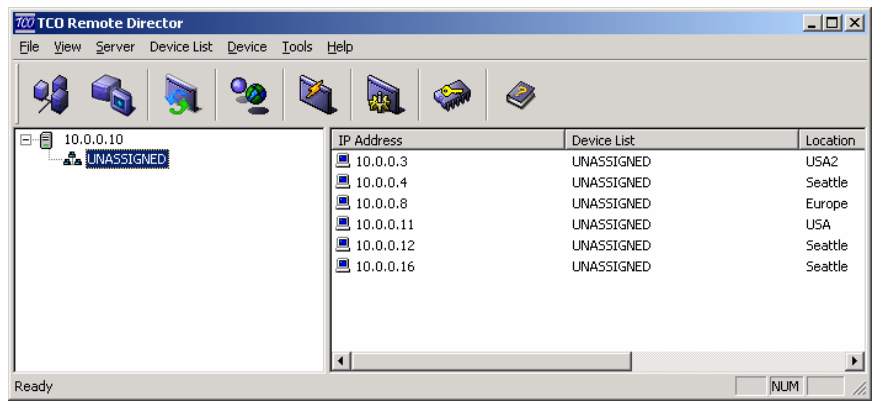 TCO TCO Remote Director
File View Server Device List Device Tools Help
10.0.0.10
UNASSIGNED
IP Address Device List Location
10.0.0.3 UNASSIGNED USA2
10.0.0.4 UNASSIGNED Seattle
10.0.0.8 UNASSIGNED Europe
10.0.0.11 UNASSIGNED USA
10.0.0.12 UNASSIGNED Seattle
10.0.0.16 UNASSIGNED Seattle
Ready NUM